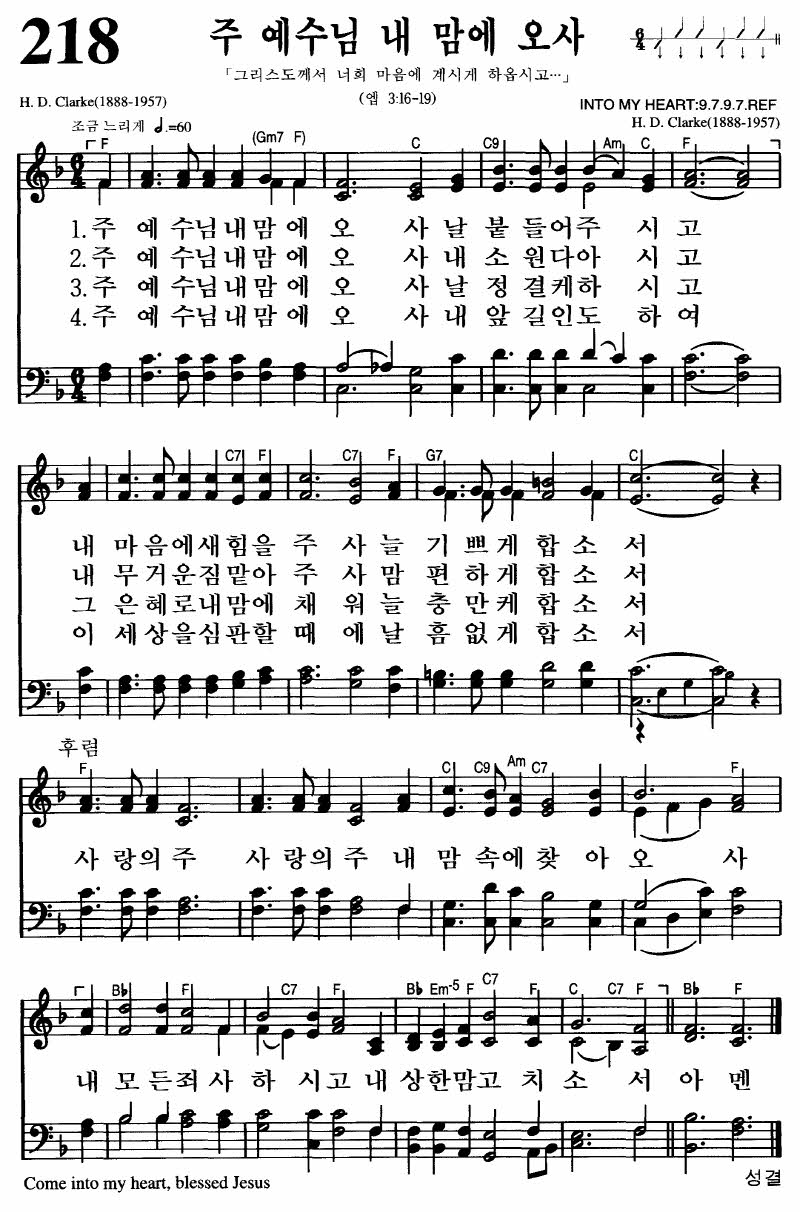 218
주 예수님 내 맘에 오사
「그리스도께서 너희 마음에 계시게 하옵시고…」
(엡 3:16-19)
H. D. Clarke(1888-1957)
INTO MY HEART:9.7.9.7.REF
H. D. Clarke(1888-1957)
조금 느리게 𝅗𝅥.=60
6/4
F (Gm7 F) C C9 Am C F
1.주 예 수님내맘 에 오 사 날 붙 들어주 시 고
2.주 예 수님내맘 에 오 사 내 소 원다아 시 고
3.주 예 수님내맘 에 오 사 날 정 결케하 시 고
4.주 예 수님내맘 에 오 사 내 앞 길인도 하 여
C7 F C7 F G7 C
내 마 음에새힘 을 주 사 늘 기 쁘 게 합 소 서
내 무 거운짐맡 아 주 사 맘 편 하 게 합 소 서
그 은 혜로내맘 에 채 워 늘 충 만 케 합 소 서
이 세 상을심판 할 때 에 날 흠 없 게 합 소 서
후렴
F C C9 Am C7 F
사 랑의 주 사 랑의 주 내 맘 속에 찾 아 오 사
Bb F C7 F Bb Em-5 F C7 F C C7 F Bb F
내 모 든죄 사 하 시 고 내 상한맘고 치 소 서 아 멘
Come into my heart, blessed Jesus
성결